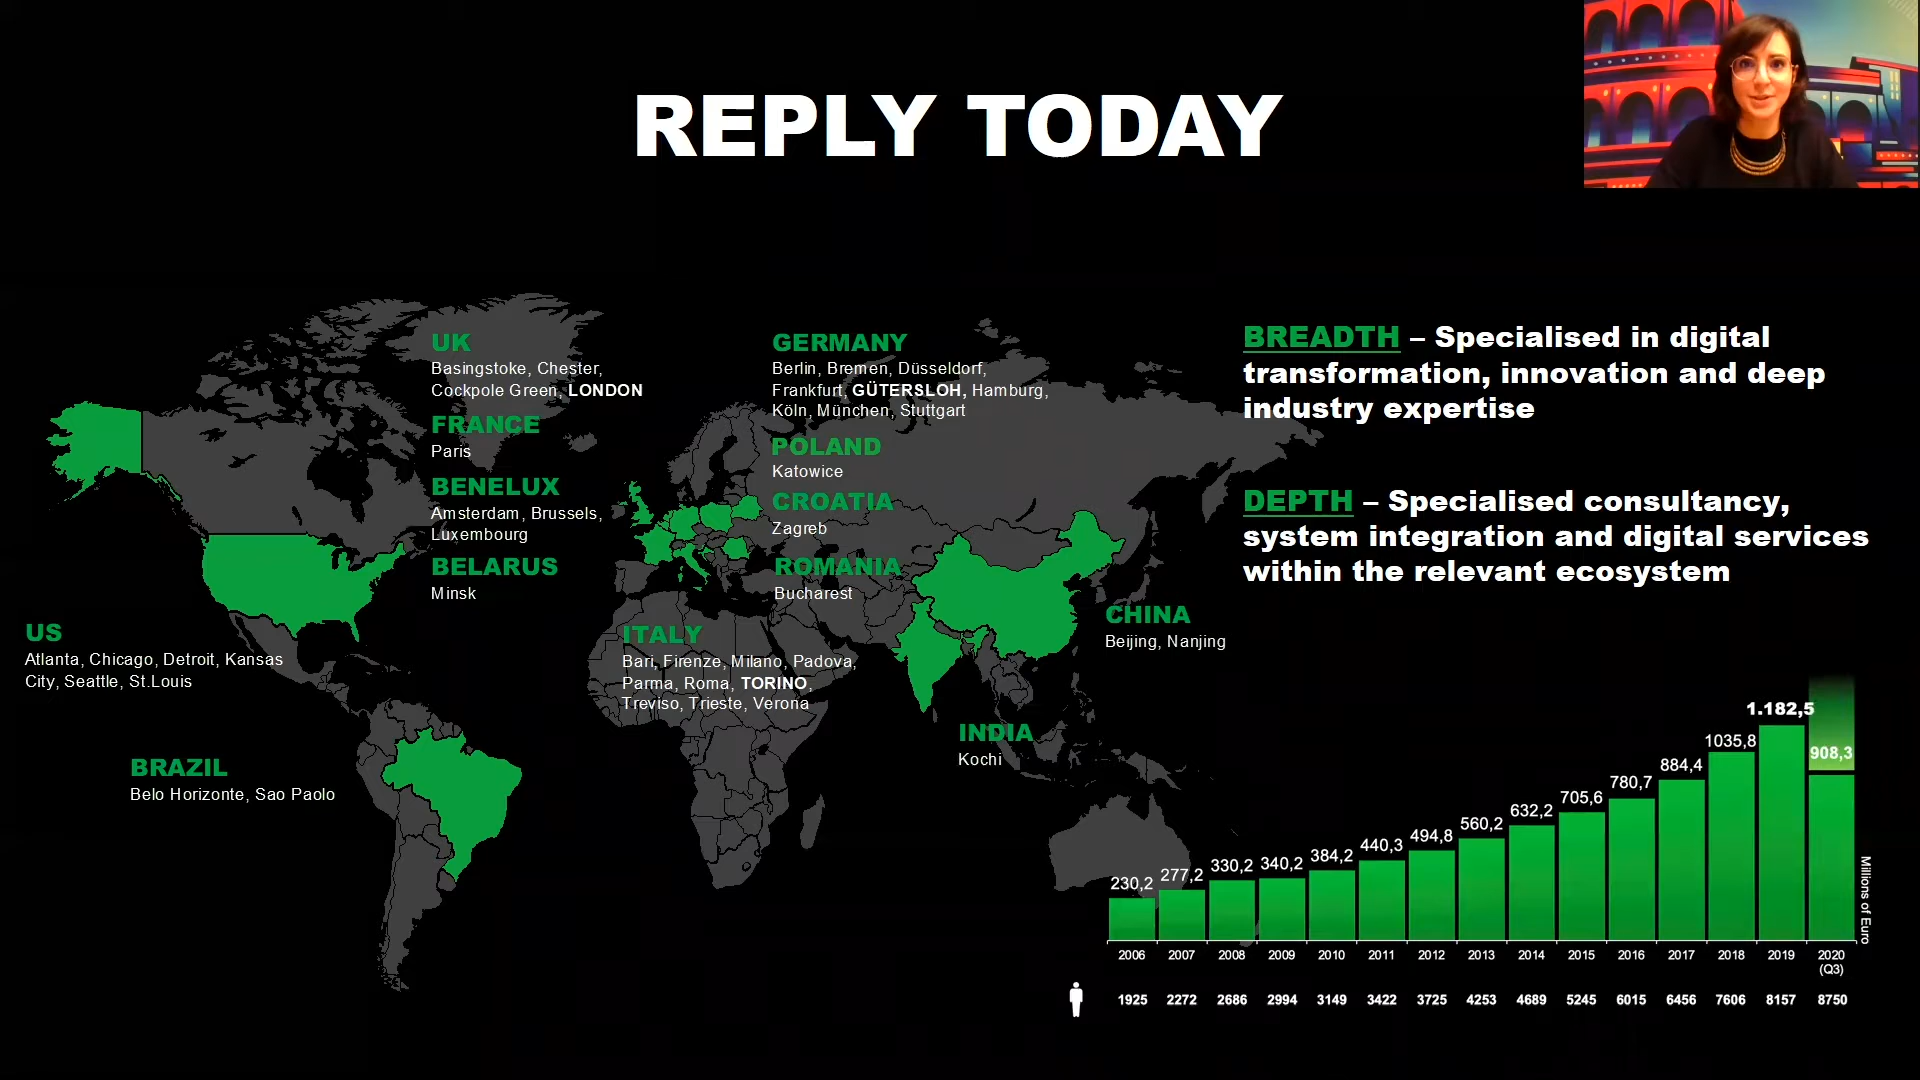 REPLY TODAY
UK
Basingstoke, Chester,
Cockpole Green, LONDON
FRANCE
Paris
BENELUX
Amsterdam, Brussels,
Luxembourg
BELARUS
Minsk
GERMANY
Berlin, Bremen, Düsseldorf,
Frankfurt, GÜTERSLOH, Hamburg,
Köln, München, Stuttgart
POLAND
Katowice
CROATIA
Zagreb
ROMANIA
Bucharest
US
Atlanta, Chicago, Detroit, Kansas
City, Seattle, St.Louis
ITALY
Bari, Firenze, Milano, Padova,
Parma, Roma, TORINO,
Treviso, Trieste, Verona
CHINA
Beijing, Nanjing
INDIA
Kochi
BRAZIL
Belo Horizonte, Sao Paolo
BREADTH – Specialised in digital
transformation, innovation and deep
industry expertise
DEPTH – Specialised consultancy,
system integration and digital services
within the relevant ecosystem
230,2 277,2 330,2 340,2 384,2 440,3 494,8 560,2 632,2 705,6 780,7 884,4 1035,8 1.182,5 908,3
Millions of Euro
2006 2007 2008 2009 2010 2011 2012 2013 2014 2015 2016 2017 2018 2019 2020
(Q3)
1925 2272 2686 2994 3149 3422 3725 4253 4689 5245 6015 6456 7606 8157 8750